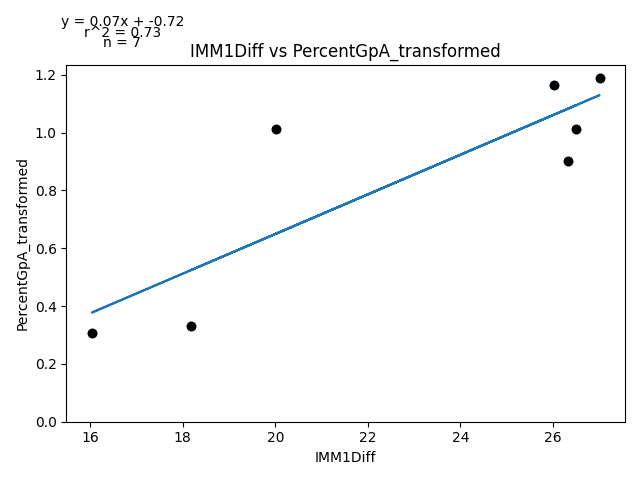 y = 0.07x + -0.72
r^2 = 0.73
n = 7
IMM1Diff vs PercentGpA_transformed
1.2
1.0
0.8
0.6
0.4
0.2
0.0
PercentGpA_transformed
16 18 20 22 24 26
IMM1Diff